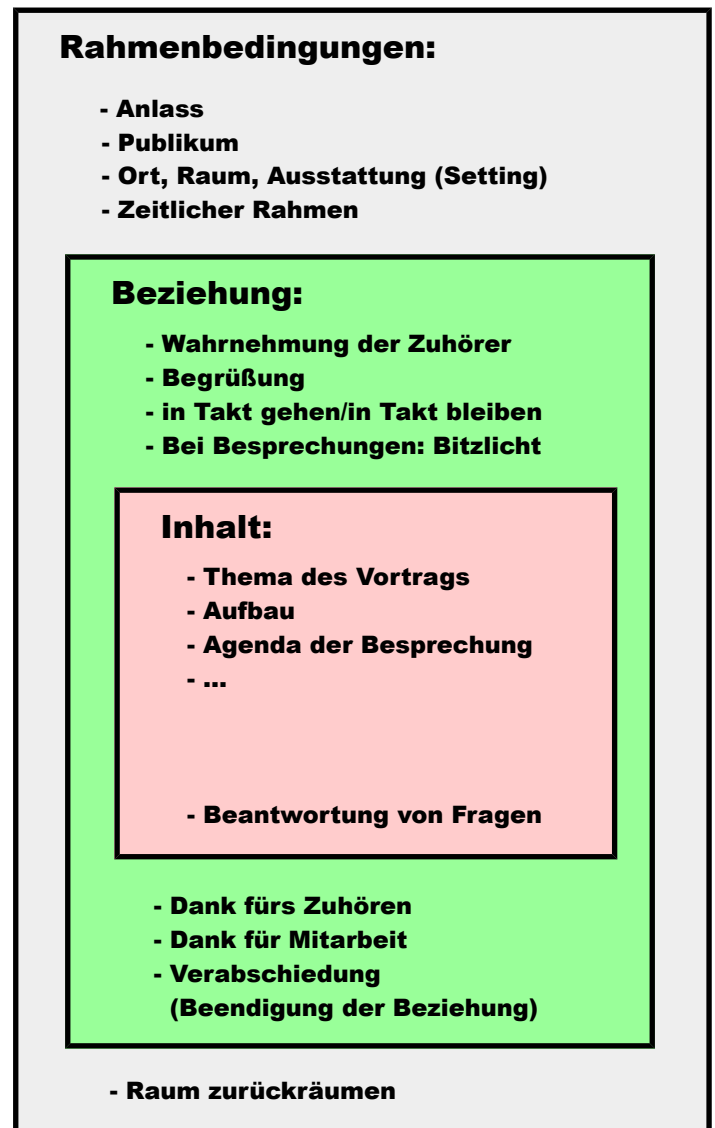 Rahmenbedingungen:
- Anlass
- Publikum
- Ort, Raum, Ausstattung (Setting)
- Zeitlicher Rahmen
Beziehung:
- Wahrnehmung der Zuhörer
- Begrüßung
- in Takt gehen/in Takt bleiben
- Bei Besprechungen: Bitzlicht
Inhalt:
- Thema des Vortrags
- Aufbau
- Agenda der Besprechung
- ...
- Beantwortung von Fragen
- Dank fürs Zuhören
- Dank für Mitarbeit
- Verabschiedung
(Beendigung der Beziehung)
- Raum zurückräumen